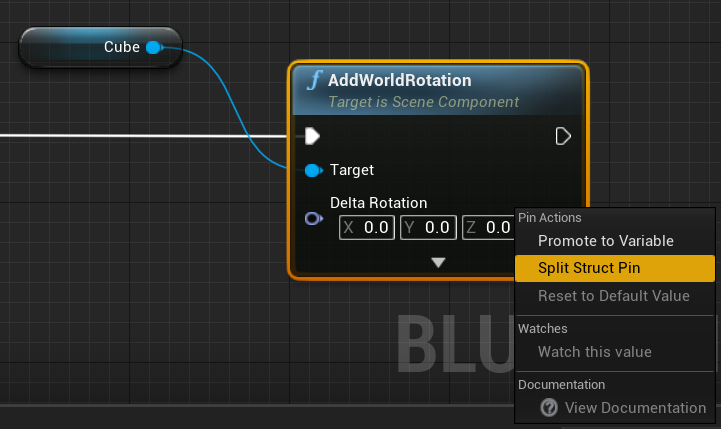 Cube
f AddWorldRotation
Target is Scene Component
Target
Delta Rotation
X 0.0 Y 0.0 Z 0.0
Pin Actions
Promote to Variable
Split Struct Pin
Reset to Default Value
Watches
Watch this value
Documentation
? View Documentation
BLU